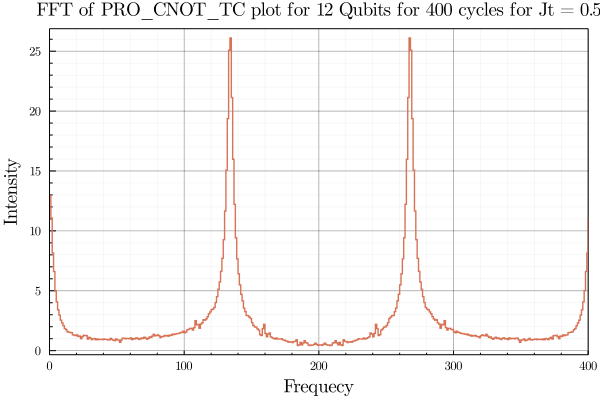 FFT of PRO_CNOT_TC plot for 12 Qubits for 400 cycles for Jt = 0.5
25
20
15
10
5
0
Intensity
0 100 200 300 400
Frequecy